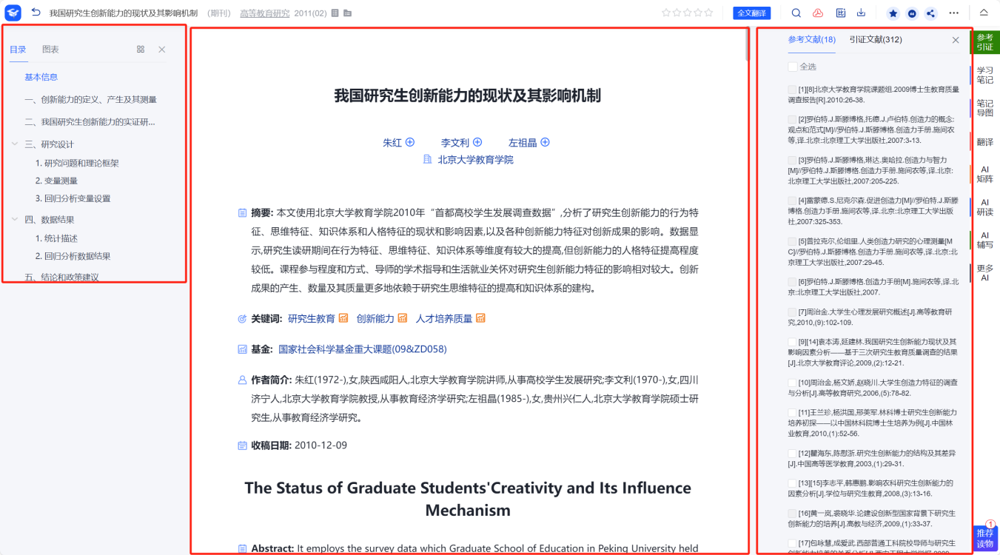 我国研究生创新能力的现状及其影响机制 (期刊) 高等教育研究 2011(02)
全文翻译
目录 图表
基本信息
一、创新能力的定义、产生及其测量
二、我国研究生创新能力的实证研...
三、研究设计
1. 研究问题和理论框架
2. 变量测量
3. 回归分析变量设置
四、数据结果
1. 统计描述
2. 回归分析数据结果
五、结论和政策建议
我国研究生创新能力的现状及其影响机制
朱红 李文利 左祖晶
北京大学教育学院
摘要: 本文使用北京大学教育学院2010年“首都高校学生发展调查数据”,分析了研究生创新能力的行为特
征、思维特征、知识体系和人格特征的现状和影响因素,以及各种创新能力特征对创新成果的影响。数据显
示,研究生读研期间在行为特征、思维特征、知识体系等维度有较大的提高,但创新能力的人格特征提高程度
较低。课程参与程度和方式、导师的学术指导和生活就业关怀对研究生创新能力特征的影响相对较大。创新
成果的产生、数量及其质量更多地依赖于研究生思维特征的提高和知识体系的建构。
关键词: 研究生教育 创新能力 人才培养质量
基金: 国家社会科学基金重大课题(09&ZD058)
作者简介: 朱红(1972-),女,陕西咸阳人,北京大学教育学院讲师,从事高校学生发展研究;李文利(1970-),女,四川
济宁人,北京大学教育学院教授,从事教育经济学研究;左祖晶(1985-),女,贵州兴仁人,北京大学教育学院硕士研
究生,从事教育经济学研究。
收稿日期: 2010-12-09
The Status of Graduate Students'Creativity and Its Influence
Mechanism
Abstract: It employs the survey data which Graduate School of Education in Peking University held
参考文献(18) 引证文献(312)
全选
[1][8]北京大学教育学院课题组.2009博士生教育质量
调查报告[R].2010:26-38.
[2]罗伯特.J.斯滕博格,托德.J.卢伯特.创造力的概念:
观点和范式[M]//罗伯特.J.斯滕博格.创造力手册.施间农
等,译.北京:北京理工大学出版社,2007:3-13.
[3]罗伯特.J.斯滕博格,琳达.奥哈拉.创造力与智力
[M]//罗伯特.J.斯滕博格.创造力手册.施间农等,译.北京:
北京理工大学出版社,2007:205-225.
[4]雷蒙德.S.尼克尔森.促进创造力[M]//罗伯特.J.斯滕
博格.创造力手册.施间农等,译.北京:北京理工大学出版
社,2007:325-353.
[5]普拉克尔,伦组里.人类创造力研究的心理测量[M
C]//罗伯特.J.斯滕博格.创造力手册.施间农等,译.北京:北
京理工大学出版社,2007:29-45.
[6]罗伯特.J.斯滕博格.创造力手册[M].施间农等,译.北
京:北京理工大学出版社,2007.
[7]周治金.大学生心理发展研究概述[J].高等教育研
究,2010,(9):102-109.
[9][14]袁本涛,延建林.我国研究生创新能力现状及其
影响因素分析——基于三次研究生教育质量调查的结果
[J].北京大学教育评论,2009,(2):12-21.
[10]周治金,杨文娇,赵晓川.大学生创造力特征的调查
与分析[J].高等教育研究,2006,(5):78-82.
[11]王兰珍,杨洪国,邢美军.林科博士研究生创新能力
培养初探——以中国林科院博士生培养为例[J].中国林
业教育,2010,(1):52-56.
[12]瞿海东,陈慰浙.研究生创新能力的结构及其差异
[J].中国高等医学教育,2003,(1):29-31.
[13][15]李志平,韩惠鹏.影响农科研究生创新能力的
因素分析[J].学位与研究生教育,2008,(3):13-16.
[16]黄一岚,裘晓华.论建设创新型国家背景下研究生
创新能力的培养[J].高教与经济,2009,(1):33-37.
[17]包咏慧,成爱武.西部普通工科院校导师与研究生
参考
引证
学习
笔记
笔记
导图
翻译
AI
矩阵
AI
研读
AI
辅写
更多
AI
1
推荐
读物